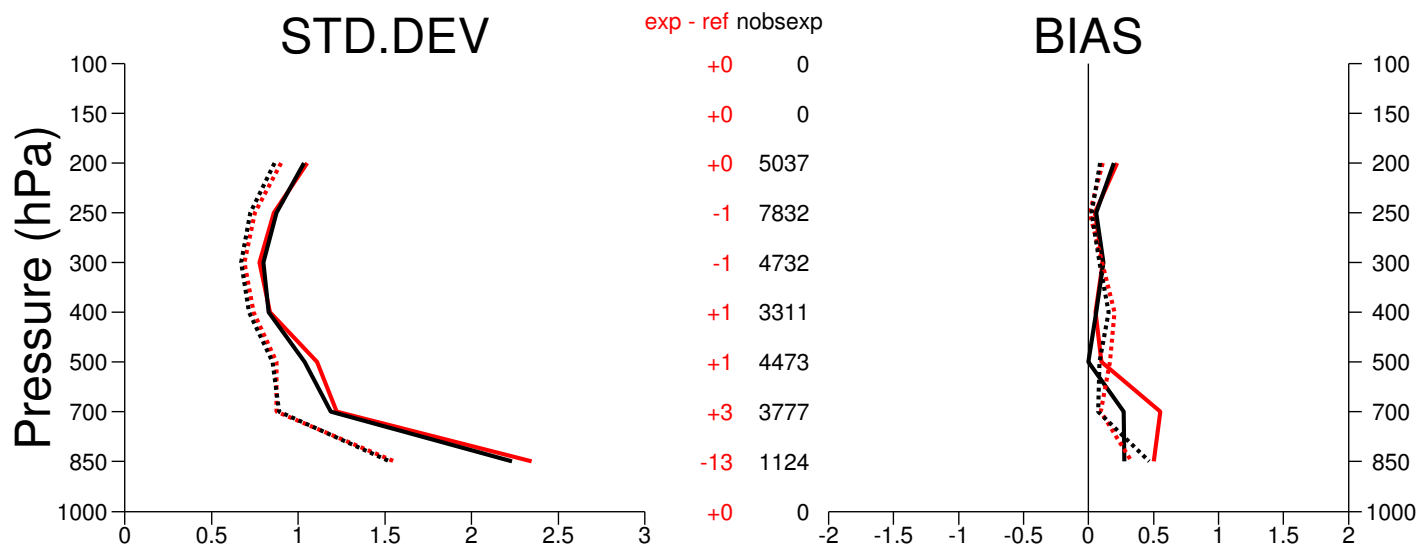 STD.DEV exp - ref nobsexp BIAS
100 +0 0 100
150 +0 0 150
200 +0 5037 200
250 -1 7832 250
300 -1 4732 300
400 +1 3311 400
500 +1 4473 500
700 +3 3777 700
850 -13 1124 850
1000 +0 0 1000
0 0.5 1 1.5 2 2.5 3 -2 -1.5 -1 -0.5 0 0.5 1 1.5 2
Pressure (hPa)